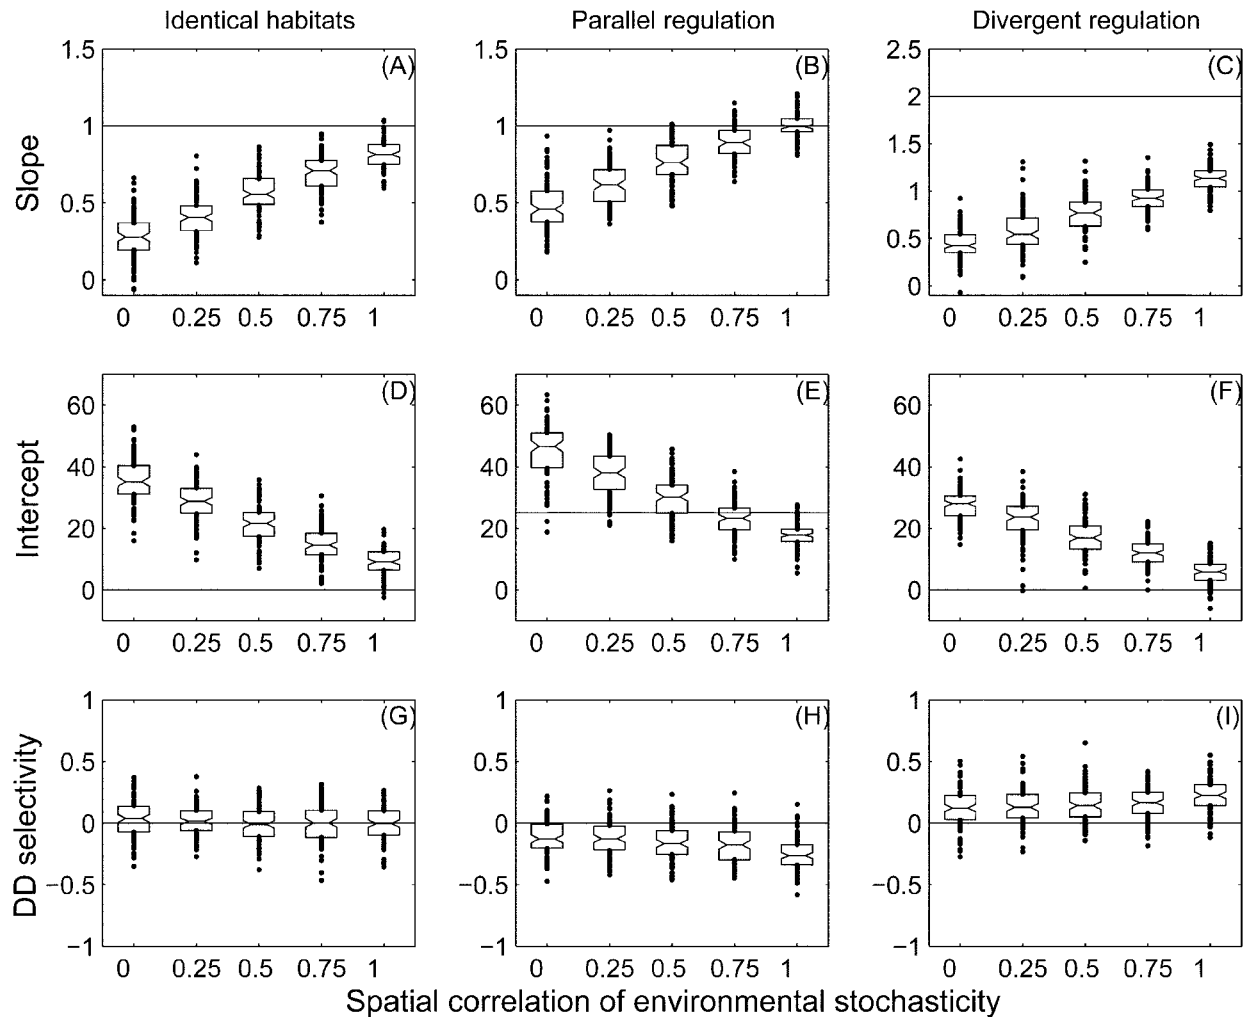 Identical habitats
Parallel regulation
Divergent regulation
Slope
1.5
1
0.5
0
(A)
0 0.25 0.5 0.75 1
1.5
1
0.5
0
(B)
0 0.25 0.5 0.75 1
2.5
2
1.5
1
0.5
0
(C)
0 0.25 0.5 0.75 1
Intercept
60
40
20
0
(D)
0 0.25 0.5 0.75 1
60
40
20
0
(E)
0 0.25 0.5 0.75 1
60
40
20
0
(F)
0 0.25 0.5 0.75 1
DD selectivity
1
0.5
0
−0.5
−1
(G)
0 0.25 0.5 0.75 1
1
0.5
0
−0.5
−1
(H)
0 0.25 0.5 0.75 1
1
0.5
0
−0.5
−1
(I)
0 0.25 0.5 0.75 1
Spatial correlation of environmental stochasticity